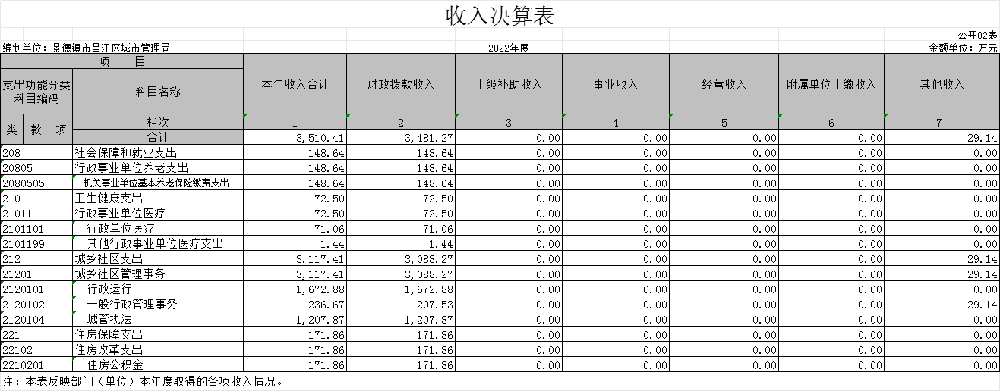 收入决算表
公开02表
编制单位：景德镇市昌江区城市管理局 2022年度 金额单位：万元
项 目 本年收入合计 财政拨款收入 上级补助收入 事业收入 经营收入 附属单位上缴收入 其他收入
支出功能分类科目编码 科目名称
类 款 项 栏次 1 2 3 4 5 6 7
合计 3,510.41 3,481.27 0.00 0.00 0.00 0.00 29.14
208 社会保障和就业支出 148.64 148.64 0.00 0.00 0.00 0.00 0.00
20805 行政事业单位养老支出 148.64 148.64 0.00 0.00 0.00 0.00 0.00
2080505 机关事业单位基本养老保险缴费支出 148.64 148.64 0.00 0.00 0.00 0.00 0.00
210 卫生健康支出 72.50 72.50 0.00 0.00 0.00 0.00 0.00
21011 行政事业单位医疗 72.50 72.50 0.00 0.00 0.00 0.00 0.00
2101101 行政单位医疗 71.06 71.06 0.00 0.00 0.00 0.00 0.00
2101199 其他行政事业单位医疗支出 1.44 1.44 0.00 0.00 0.00 0.00 0.00
212 城乡社区支出 3,117.41 3,088.27 0.00 0.00 0.00 0.00 29.14
21201 城乡社区管理事务 3,117.41 3,088.27 0.00 0.00 0.00 0.00 29.14
2120101 行政运行 1,672.88 1,672.88 0.00 0.00 0.00 0.00 0.00
2120102 一般行政管理事务 236.67 207.53 0.00 0.00 0.00 0.00 29.14
2120104 城管执法 1,207.87 1,207.87 0.00 0.00 0.00 0.00 0.00
221 住房保障支出 171.86 171.86 0.00 0.00 0.00 0.00 0.00
22102 住房改革支出 171.86 171.86 0.00 0.00 0.00 0.00 0.00
2210201 住房公积金 171.86 171.86 0.00 0.00 0.00 0.00 0.00
注：本表反映部门（单位）本年度取得的各项收入情况。